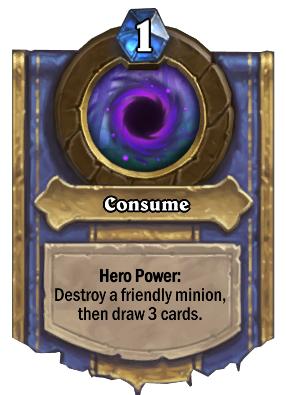 1
Consume
Hero Power:
Destroy a friendly minion,
then draw 3 cards.